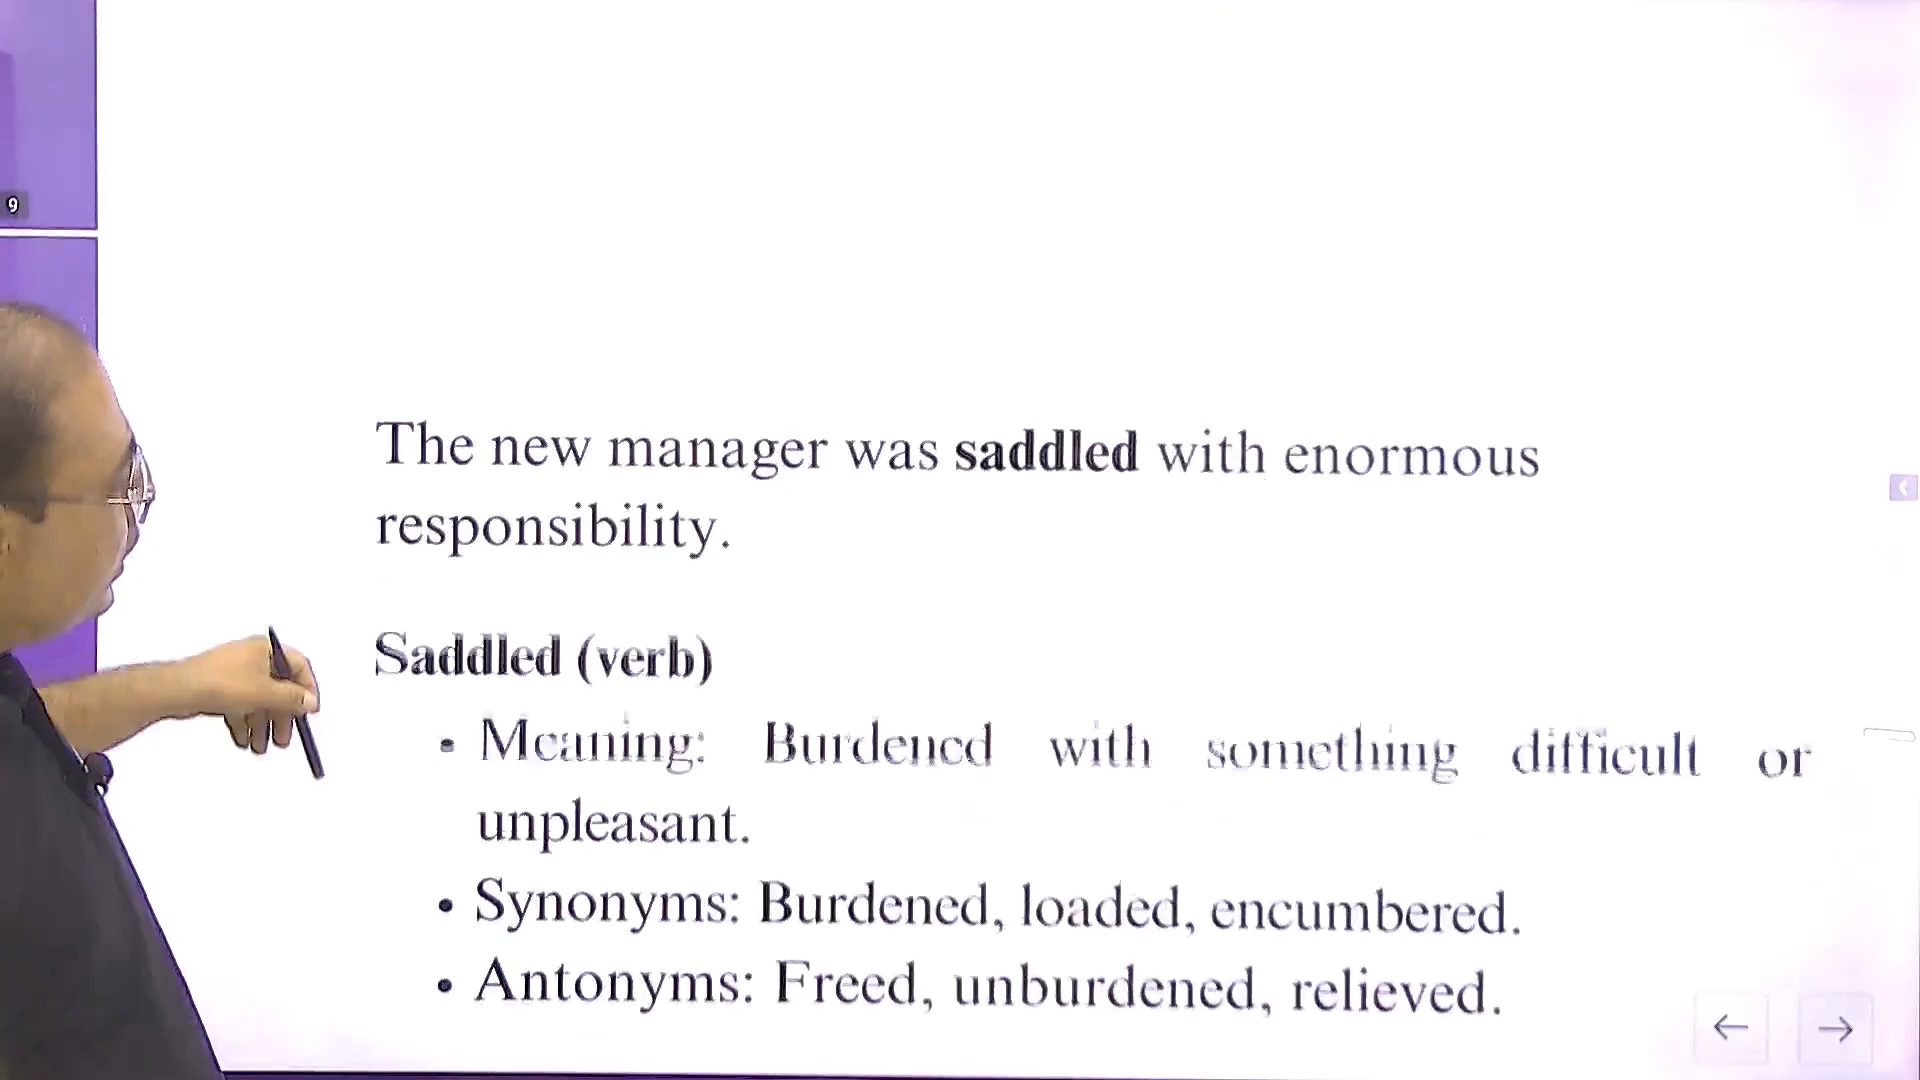 9
The new manager was saddled with enormous
responsibility.
Saddled (verb)
• Meaning: Burdened with something difficult or
unpleasant.
• Synonyms: Burdened, loaded, encumbered.
• Antonyms: Freed, unburdened, relieved.